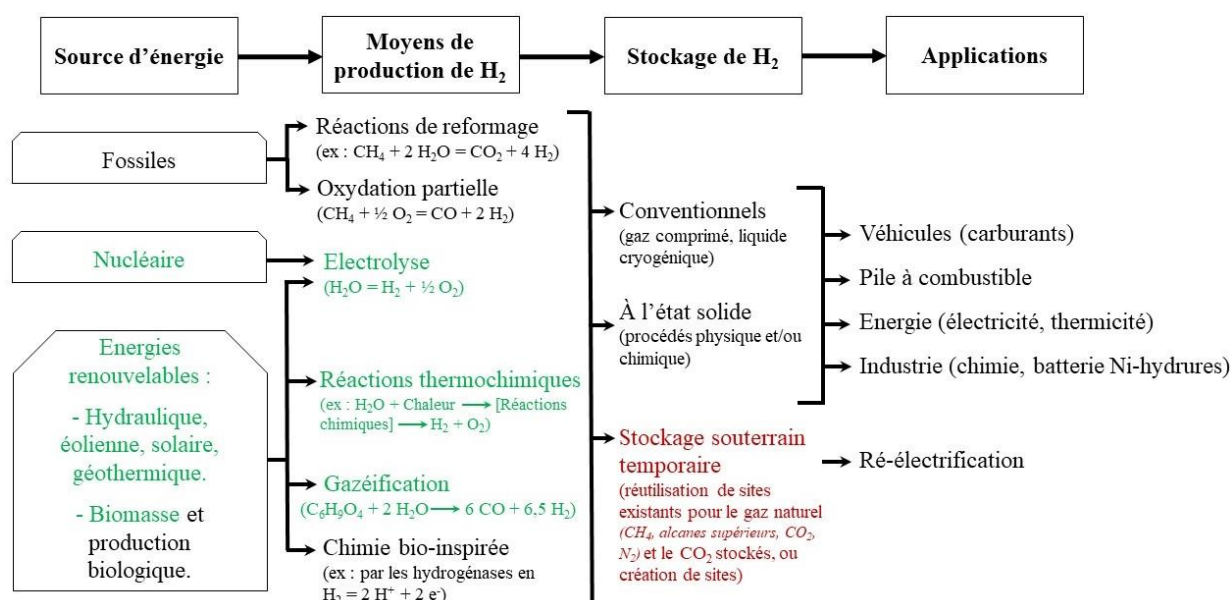 Source d'énergie
Moyens de
production de H₂
Stockage de H₂
Applications
Fossiles
Réactions de reformage
(ex : CH₄ + 2 H₂O = CO₂ + 4 H₂)
Oxydation partielle
(CH₄ + ½ O₂ = CO + 2 H₂)
Nucléaire
Electrolyse
(H₂O = H₂ + ½ O₂)
Energies
renouvelables :
- Hydraulique,
éolienne, solaire,
géothermique.
- Biomasse et
production
biologique.
Réactions thermochimiques
(ex : H₂O + Chaleur → [Réactions
chimiques] → H₂ + O₂)
Gazéification
(C₆H₉O₄ + 2 H₂O → 6 CO + 6,5 H₂)
Chimie bio-inspirée
(ex : par les hydrogénases en
H₂ = 2 H⁺ + 2 e⁻)
Conventionnels
(gaz comprimé, liquide
cryogénique)
À l'état solide
(procédés physique et/ou
chimique)
Stockage souterrain
temporaire
(réutilisation de sites
existants pour le gaz naturel
(CH₄, alcanes supérieurs, CO₂,
N₂) et le CO₂ stockés, ou
création de sites)
Véhicules (carburants)
Pile à combustible
Energie (électricité, thermicité)
Industrie (chimie, batterie Ni-hydrures)
Ré-électrification